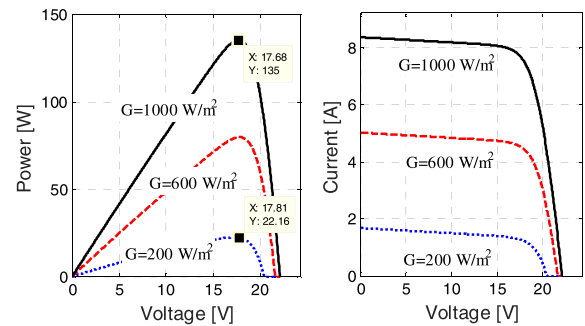 150
100
50
0
Power [W]
0
5
10
15
20
Voltage [V]
X: 17.68
Y: 135
G=1000 W/m²
G=600 W/m²
X: 17.81
Y: 22.16
G=200 W/m²
8
6
4
2
0
Current [A]
0
5
10
15
20
Voltage [V]
G=1000 W/m²
G=600 W/m²
G=200 W/m²